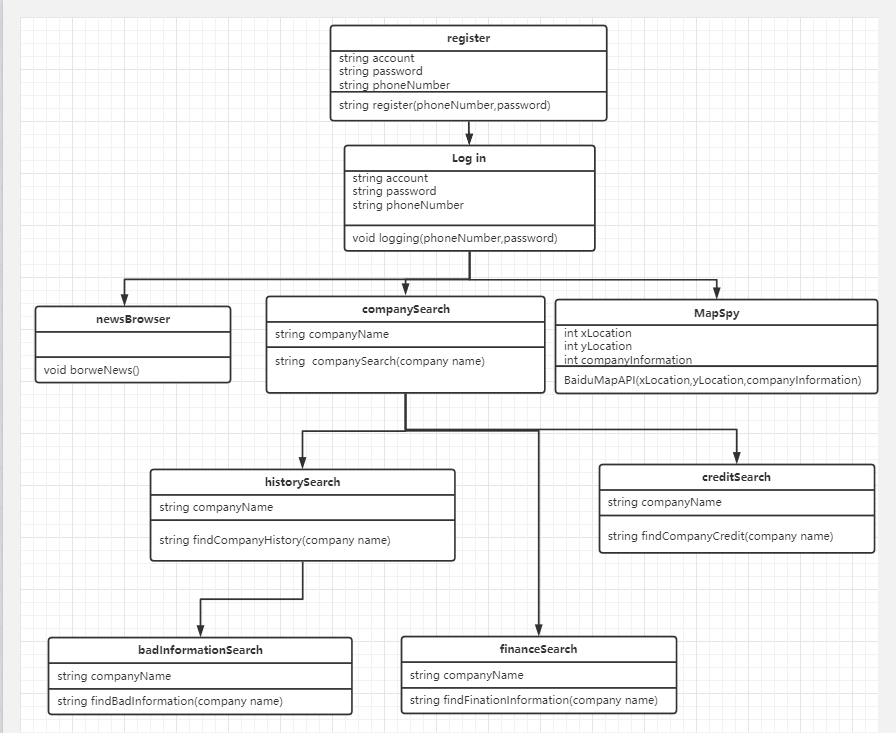 register
string account
string password
string phoneNumber
string register(phoneNumber,password)
Log in
string account
string password
string phoneNumber
void logging(phoneNumber,password)
newsBrowser
void borweNews()
companySearch
string companyName
string  companySearch(company name)
MapSpy
int xLocation
int yLocation
int companyInformation
BaiduMapAPI(xLocation,yLocation,companyInformation)
historySearch
string companyName
string findCompanyHistory(company name)
creditSearch
string companyName
string findCompanyCredit(company name)
badInformationSearch
string companyName
string findBadInformation(company name)
financeSearch
string companyName
string findFinationInformation(company name)